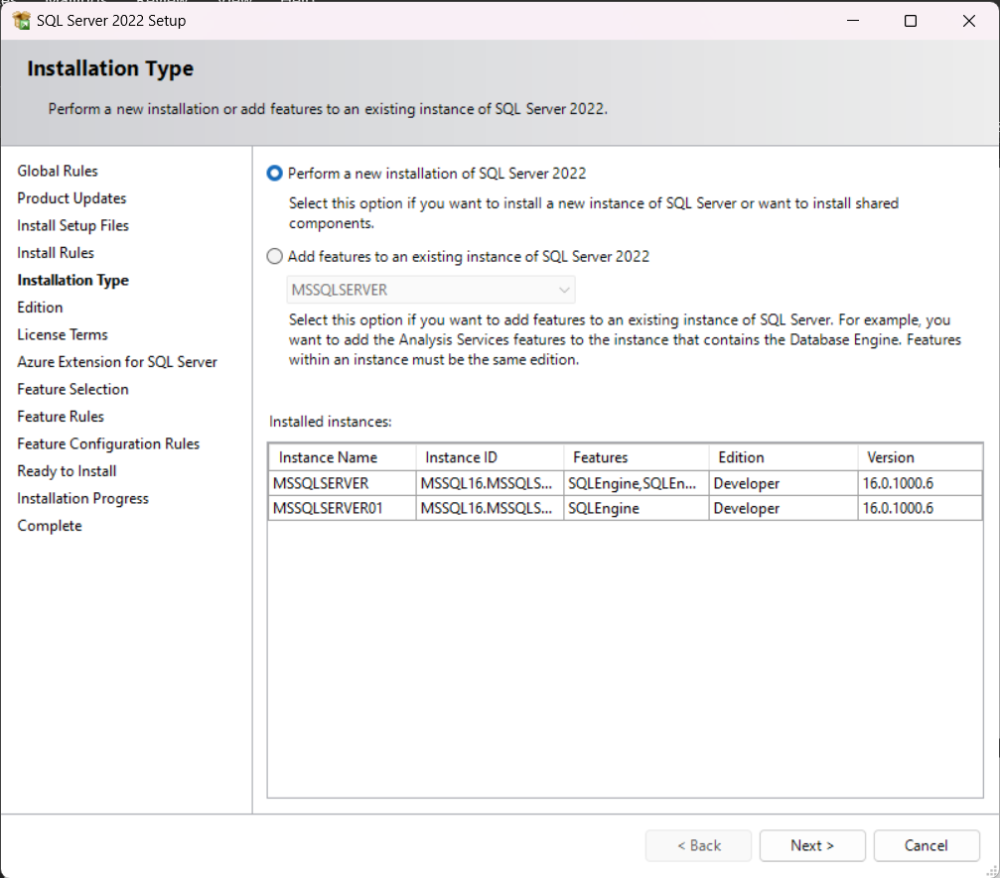 SQL Server 2022 Setup
Installation Type
Perform a new installation or add features to an existing instance of SQL Server 2022.
Global Rules
Product Updates
Install Setup Files
Install Rules
Installation Type
Edition
License Terms
Azure Extension for SQL Server
Feature Selection
Feature Rules
Feature Configuration Rules
Ready to Install
Installation Progress
Complete
Perform a new installation of SQL Server 2022
Select this option if you want to install a new instance of SQL Server or want to install shared
components.
Add features to an existing instance of SQL Server 2022
MSSQLSERVER
Select this option if you want to add features to an existing instance of SQL Server. For example, you
want to add the Analysis Services features to the instance that contains the Database Engine. Features
within an instance must be the same edition.
Installed instances:
Instance Name Instance ID Features Edition Version
MSSQLSERVER MSSQL16.MSSQLS... SQLEngine,SQLEn... Developer 16.0.1000.6
MSSQLSERVER01 MSSQL16.MSSQLS... SQLEngine Developer 16.0.1000.6
< Back Next > Cancel